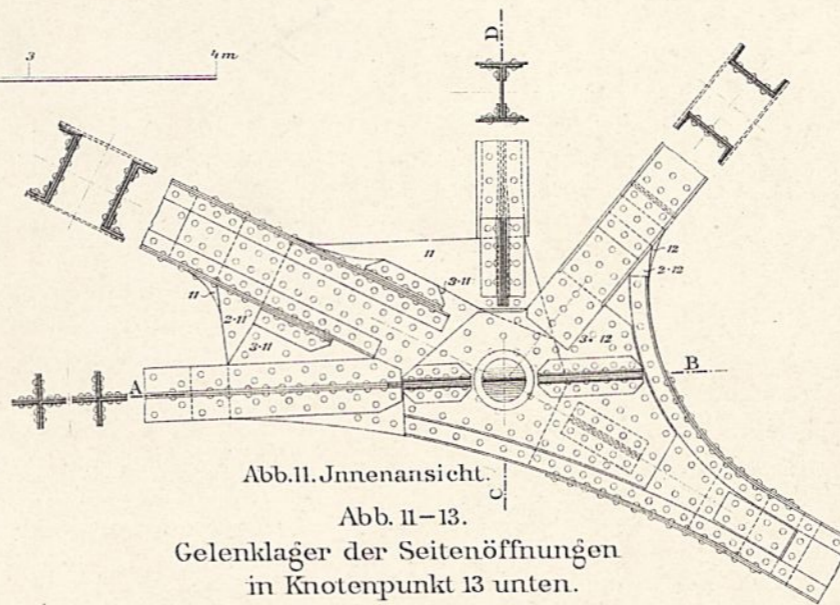 3
4 m
D
11
3·11
12
2·12
11
2·11
3·11
3·12
A
B
C
Abb.11. Jnnenansicht.
Abb. 11–13.
Gelenklager der Seitenöffnungen
in Knotenpunkt 13 unten.